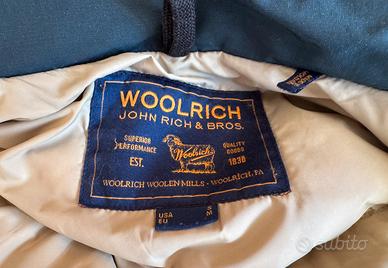 WOOLRICH
JOHN RICH & BROS.
SUPERIOR PERFORMANCE
QUALITY GOODS
EST. 1830
Woolrich
WOOLRICH WOOLEN MILLS - WOOLRICH, PA
USA S
EU M
subito